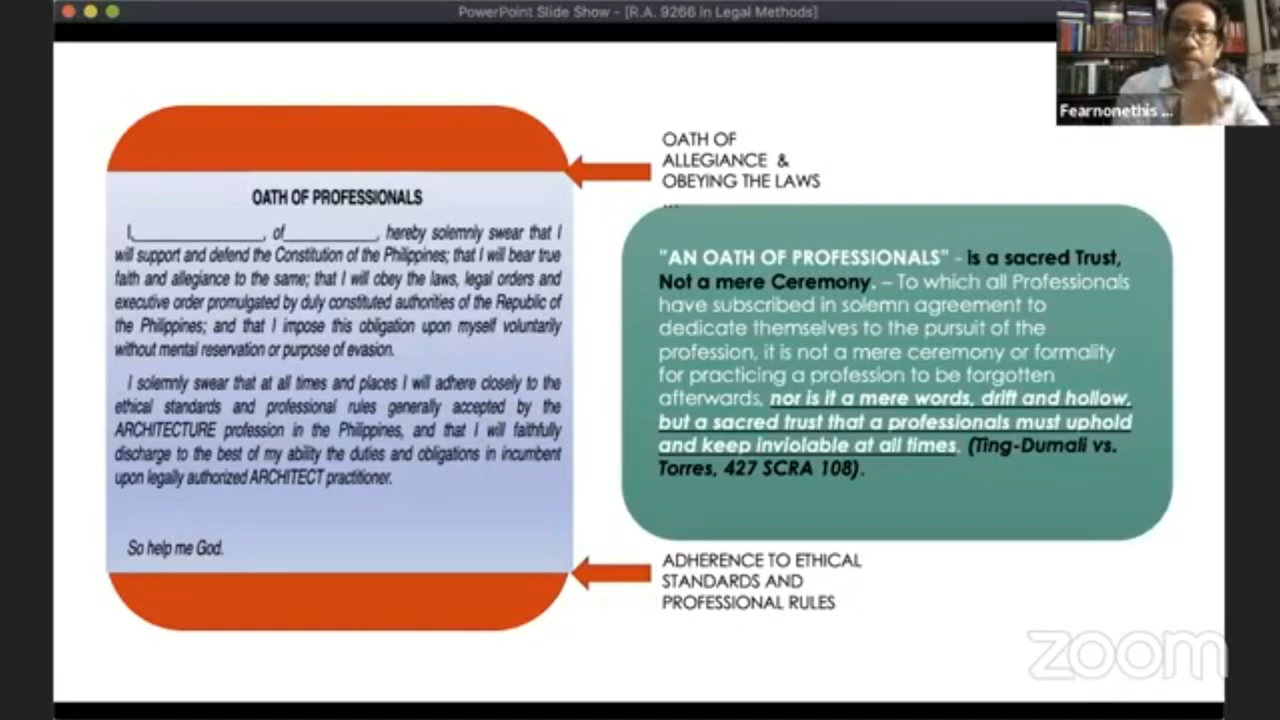 PowerPoint Slide Show - [R.A. 9266 in Legal Methods]
Fearnonethis ...
OATH OF
ALLEGIANCE &
OBEYING THE LAWS
...
OATH OF PROFESSIONALS
I,______________, of__________, hereby solemnly swear that I
will support and defend the Constitution of the Philippines; that I will bear true
faith and allegiance to the same; that I will obey the laws, legal orders and
executive order promulgated by duly constituted authorities of the Republic of
the Philippines; and that I impose this obligation upon myself voluntarily
without mental reservation or purpose of evasion.
I solemnly swear that at all times and places I will adhere closely to the
ethical standards and professional rules generally accepted by the
ARCHITECTURE profession in the Philippines, and that I will faithfully
discharge to the best of my ability the duties and obligations in incumbent
upon legally authorized ARCHITECT practitioner.
So help me God.
"AN OATH OF PROFESSIONALS" - is a sacred Trust,
Not a mere Ceremony. – To which all Professionals
have subscribed in solemn agreement to
dedicate themselves to the pursuit of the
profession, it is not a mere ceremony or formality
for practicing a profession to be forgotten
afterwards, nor is it a mere words, drift and hollow,
but a sacred trust that a professionals must uphold
and keep inviolable at all times. (Ting-Dumali vs.
Torres, 427 SCRA 108).
ADHERENCE TO ETHICAL
STANDARDS AND
PROFESSIONAL RULES
zoom